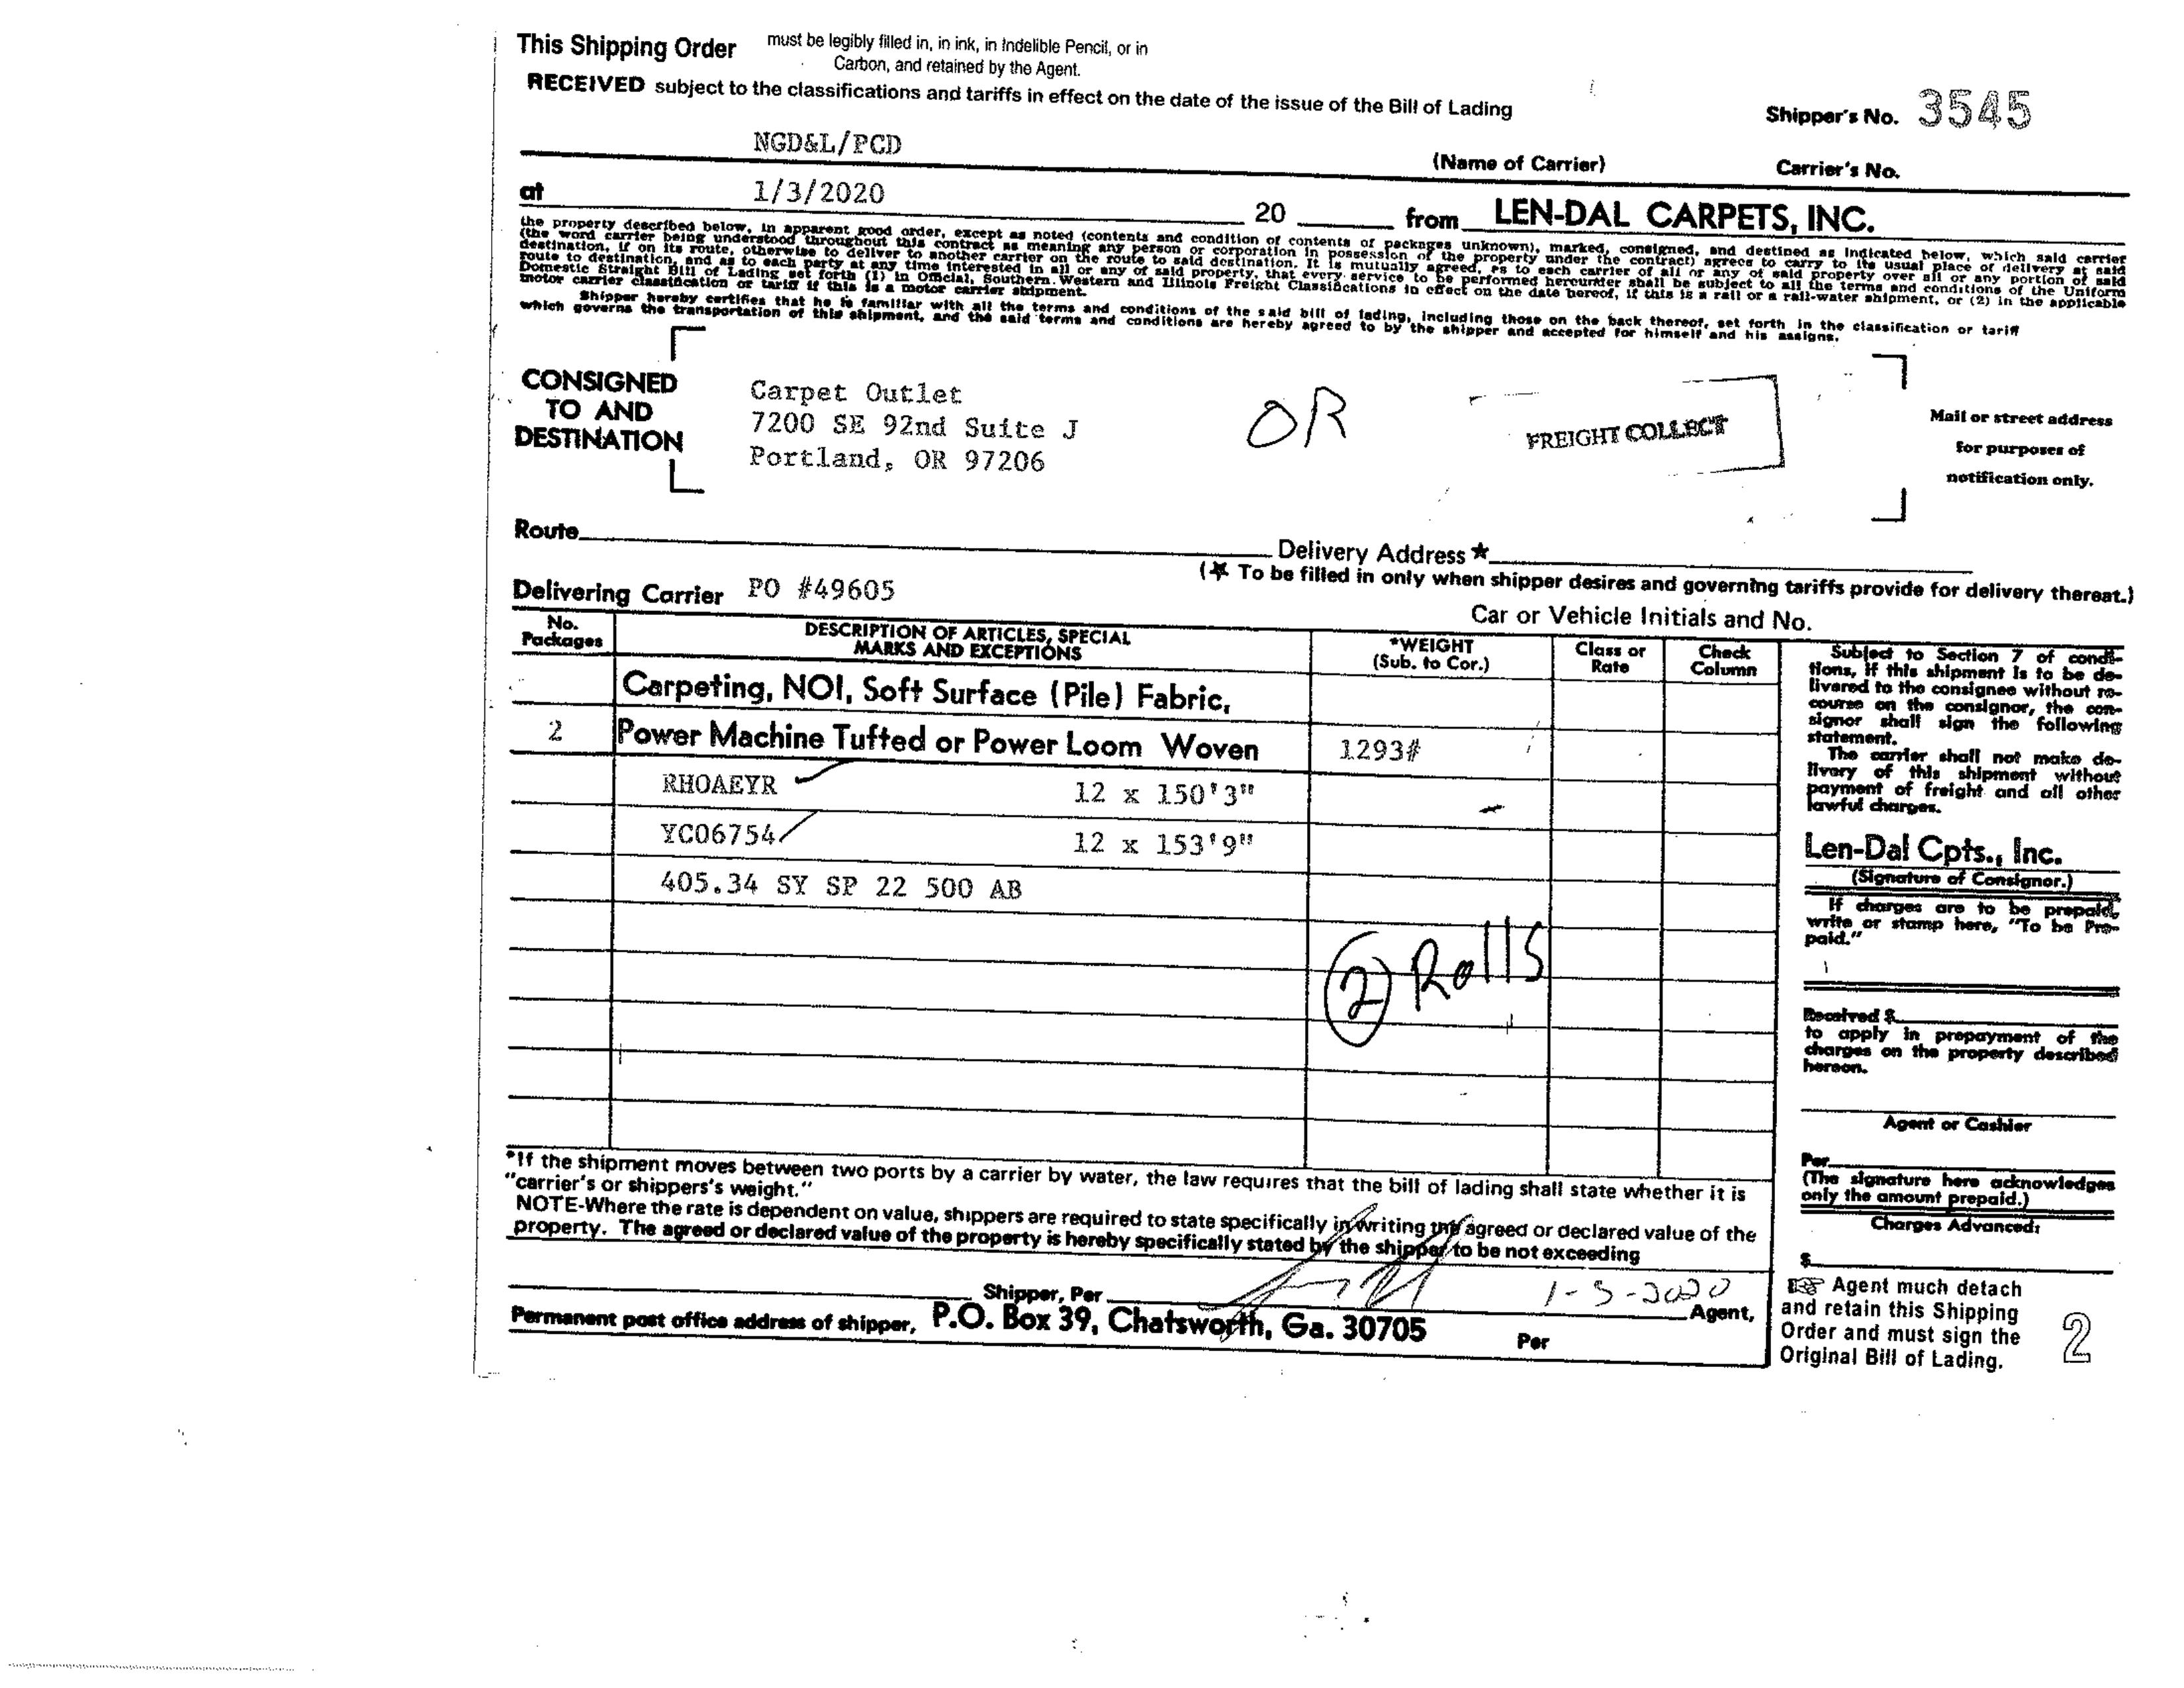 This Shipping Order must be legibly filled in, in ink, in Indelible Pencil, or in
Carbon, and retained by the Agent.
RECEIVED subject to the classifications and tariffs in effect on the date of the issue of the Bill of Lading
Shipper's No. 3545
NGD&L/PCD
(Name of Carrier)
Carrier's No.
at 1/3/2020 20 from LEN-DAL CARPETS, INC.
the property described below, in apparent good order, except as noted (contents and condition of contents of packages unknown), marked, consigned, and destined as indicated below, which said carrier
(the word carrier being understood throughout this contract as meaning any person or corporation in possession of the property under the contract) agrees to carry to its usual place of delivery at said
destination, if on its route, otherwise to deliver to another carrier on the route to said destination. It is mutually agreed, as to each carrier of all or any of said property over all or any portion of said
route to destination, and as to each party at any time interested in all or any of said property, that every service to be performed hereunder shall be subject to all the terms and conditions of the Uniform
Domestic Straight Bill of Lading set forth (1) in Official, Southern, Western and Illinois Freight Classifications in effect on the date hereof, if this is a rail or a rail-water shipment, or (2) in the applicable
motor carrier classification or tariff if this is a motor carrier shipment.
Shipper hereby certifies that he is familiar with all the terms and conditions of the said bill of lading, including those on the back thereof, set forth in the classification or tariff
which governs the transportation of this shipment, and the said terms and conditions are hereby agreed to by the shipper and accepted for himself and his assigns.
CONSIGNED
TO AND
DESTINATION
Carpet Outlet
7200 SE 92nd Suite J
Portland, OR 97206
OR
FREIGHT COLLECT
Mail or street address
for purposes of
notification only.
Route
Delivery Address ★
(★ To be filled in only when shipper desires and governing tariffs provide for delivery thereat.)
Delivering Carrier PO #49605
Car or Vehicle Initials and No.
No.
Packages
DESCRIPTION OF ARTICLES, SPECIAL
MARKS AND EXCEPTIONS
*WEIGHT
(Sub. to Cor.)
Class or
Rate
Check
Column
Carpeting, NOI, Soft Surface (Pile) Fabric,
2 Power Machine Tufted or Power Loom Woven 1293#
RHOAEYR 12 x 150'3"
YC06754 12 x 153'9"
405.34 SY SP 22 500 AB
2 Rolls
Subject to Section 7 of condi-
tions, if this shipment is to be de-
livered to the consignee without re-
course on the consignor, the con-
signor shall sign the following
statement.
The carrier shall not make de-
livery of this shipment without
payment of freight and all other
lawful charges.
Len-Dal Cpts., Inc.
(Signature of Consignor.)
If charges are to be prepaid,
write or stamp here, "To be Pre-
paid."
Received $
to apply in prepayment of the
charges on the property described
hereon.
Agent or Cashier
Per
(The signature here acknowledges
only the amount prepaid.)
Charges Advanced:
$
*If the shipment moves between two ports by a carrier by water, the law requires that the bill of lading shall state whether it is
"carrier's or shippers's weight."
NOTE-Where the rate is dependent on value, shippers are required to state specifically in writing the agreed or declared value of the
property. The agreed or declared value of the property is hereby specifically stated by the shipper to be not exceeding
Shipper, Per
1-3-2020
Agent,
Permanent post office address of shipper, P.O. Box 39, Chatsworth, Ga. 30705
Per
Agent much detach
and retain this Shipping
Order and must sign the
Original Bill of Lading.
2